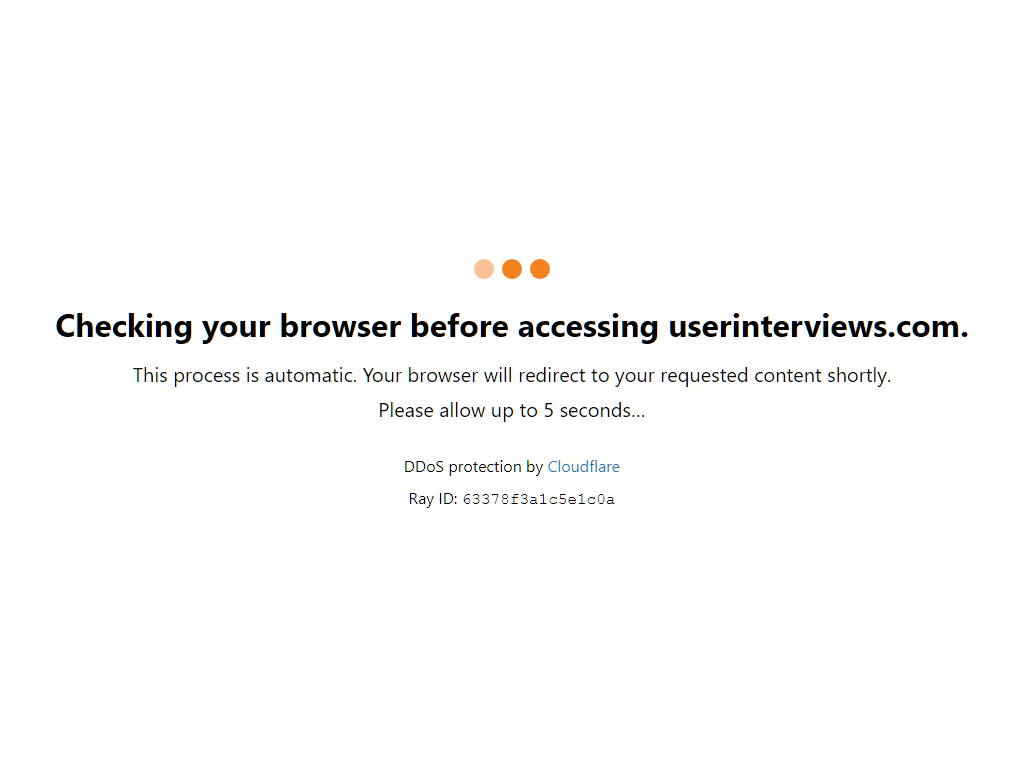 Checking your browser before accessing userinterviews.com.
This process is automatic. Your browser will redirect to your requested content shortly.
Please allow up to 5 seconds…
DDoS protection by Cloudflare
Ray ID: 63378f3a1c5e1c0a